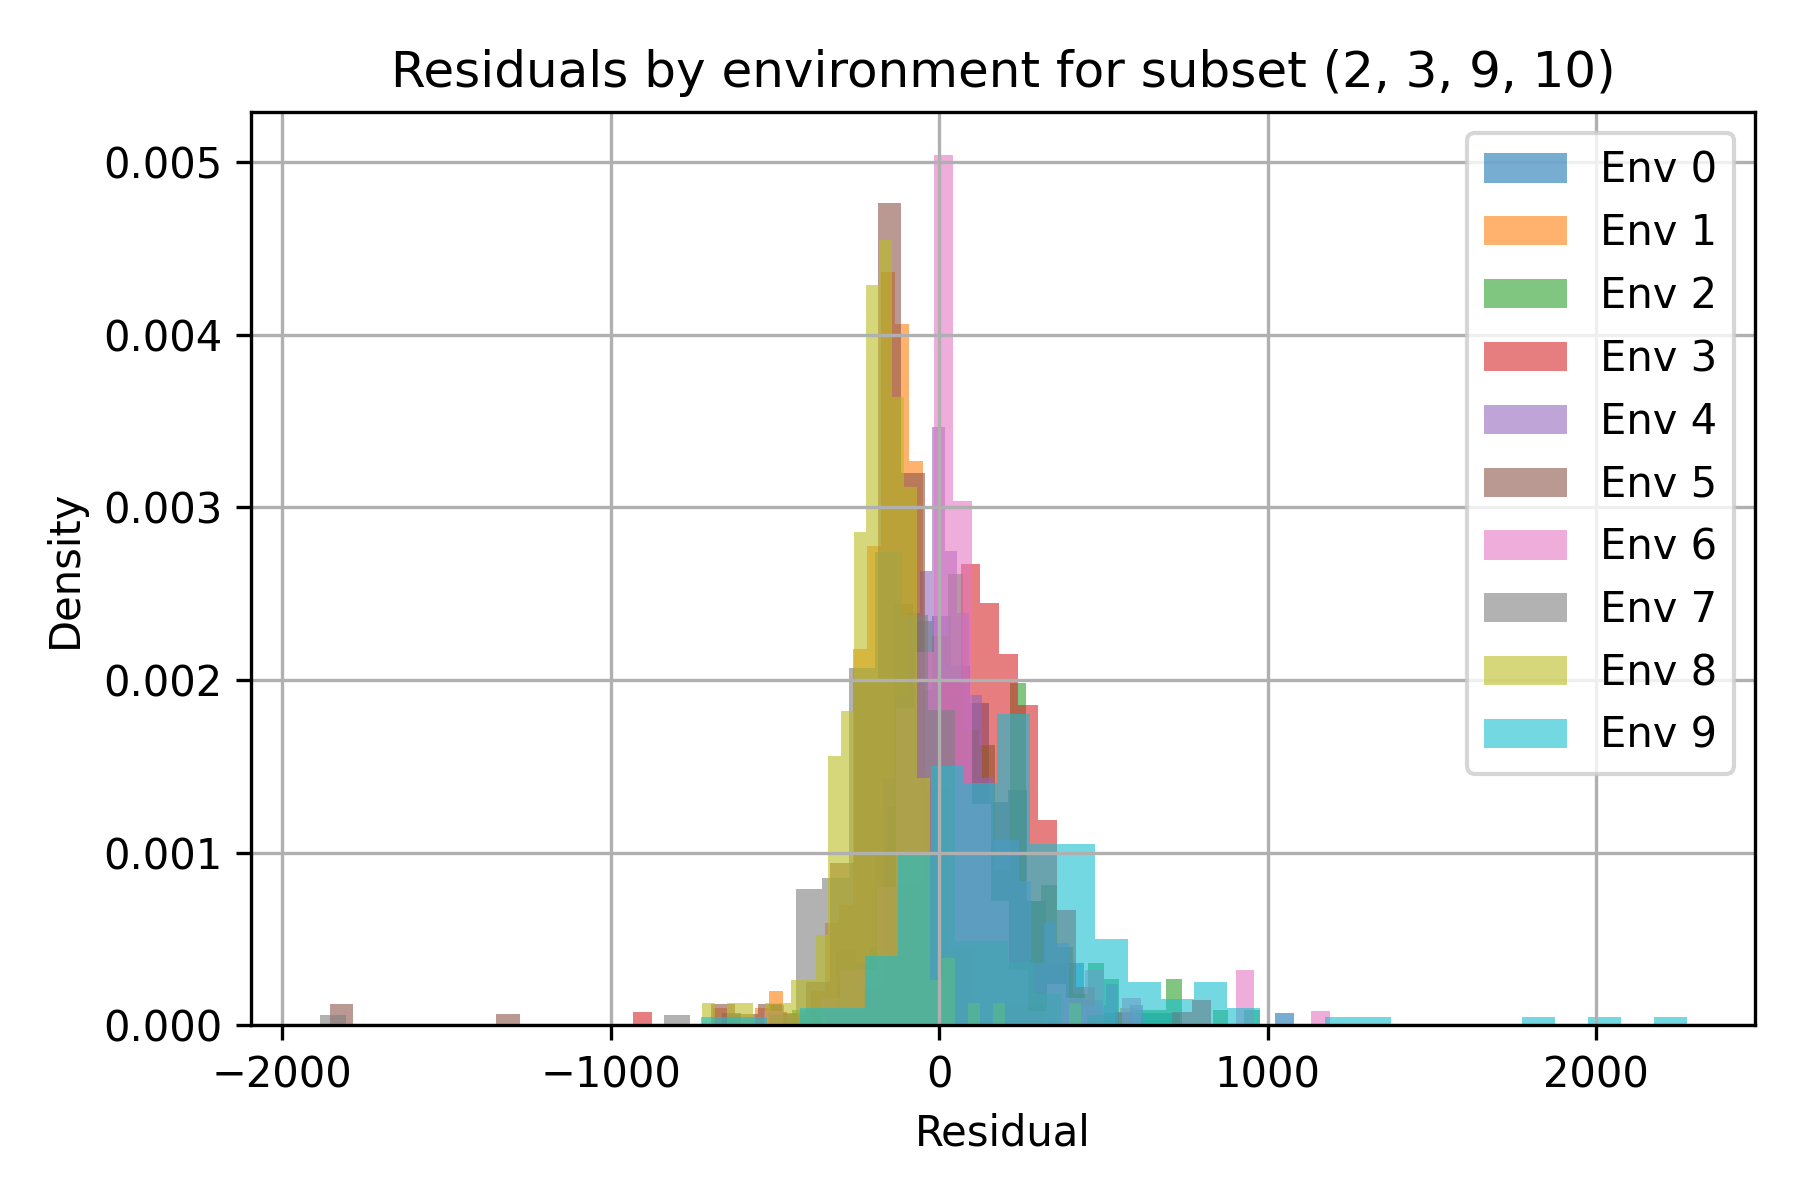 Residuals by environment for subset (2, 3, 9, 10)
0.005
0.004
0.003
0.002
0.001
0.000
Density
−2000
−1000
0
1000
2000
Residual
Env 0
Env 1
Env 2
Env 3
Env 4
Env 5
Env 6
Env 7
Env 8
Env 9